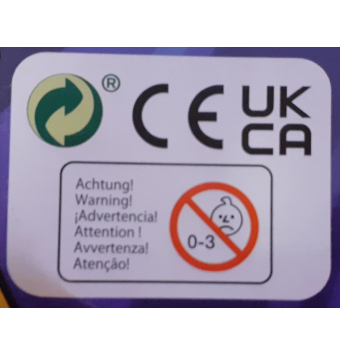 ®
CE
UK
CA
Achtung!
Warning!
¡Advertencia!
Attention !
Avvertenza!
Atenção!
0-3